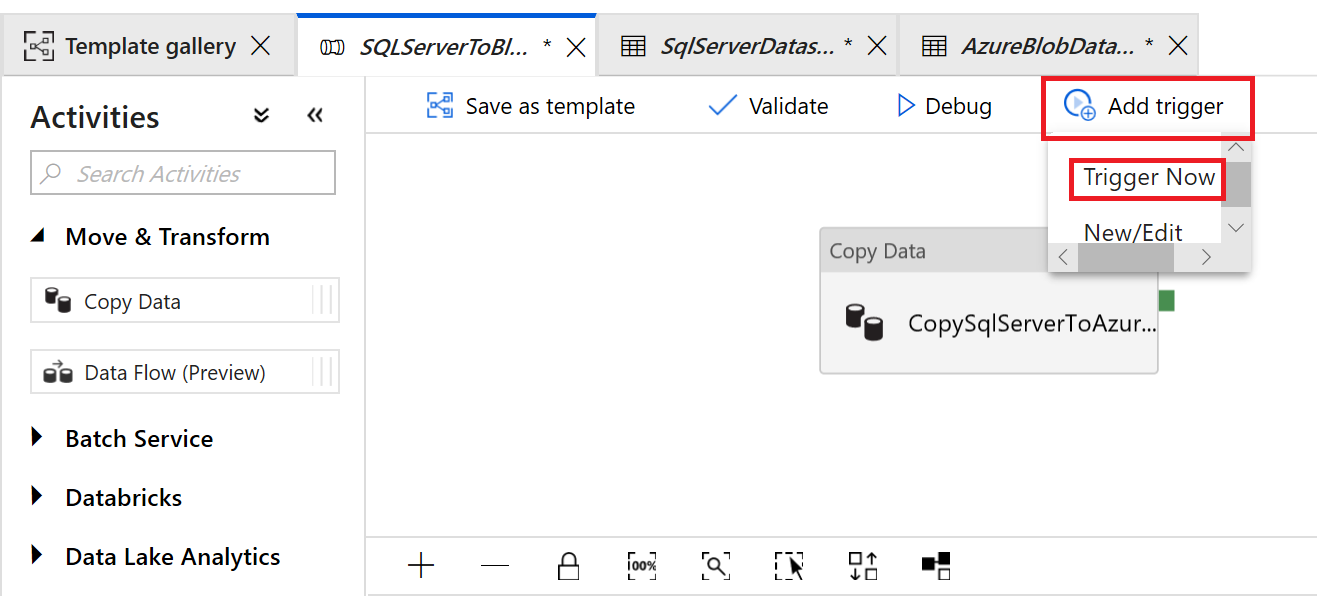 Template gallery
SQLServerToBl... *
SqlServerDatas... *
AzureBlobData... *
Activities
Save as template
Validate
Debug
Add trigger
Search Activities
Trigger Now
New/Edit
Move & Transform
Copy Data
Data Flow (Preview)
Batch Service
Databricks
Data Lake Analytics
Copy Data
CopySqlServerToAzur...
100%